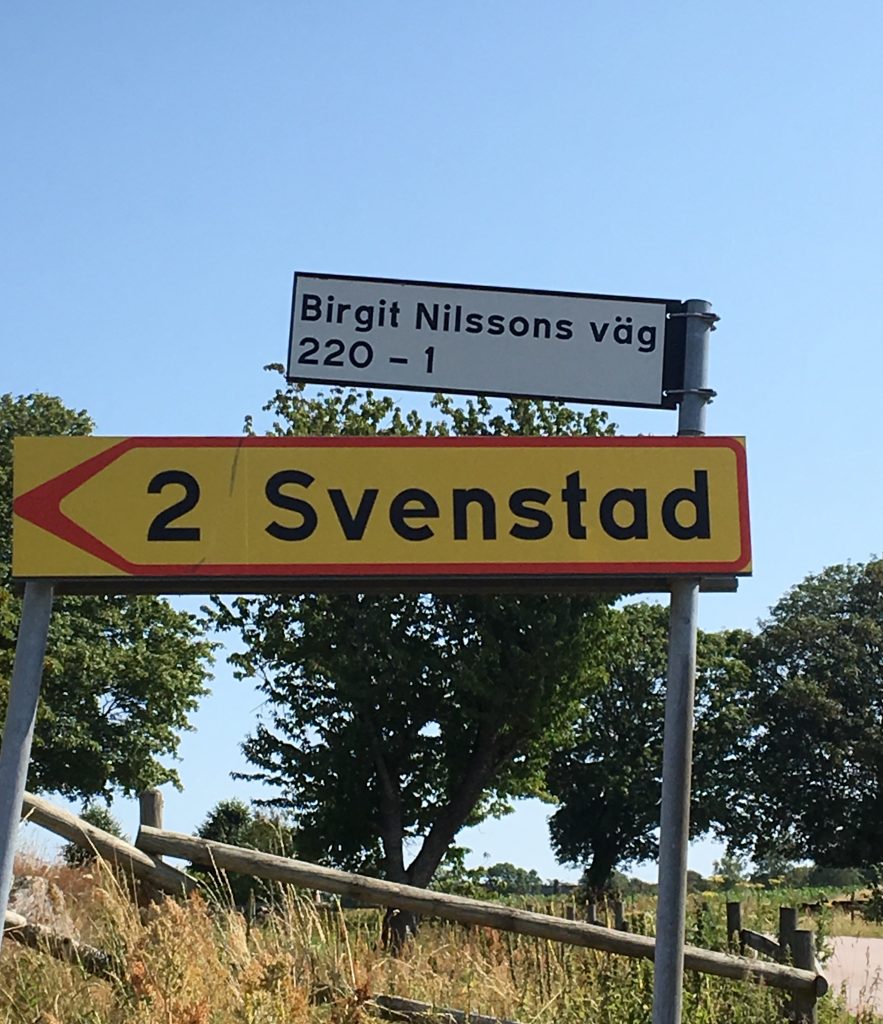 Birgit Nilssons väg
220 – 1
2 Svenstad